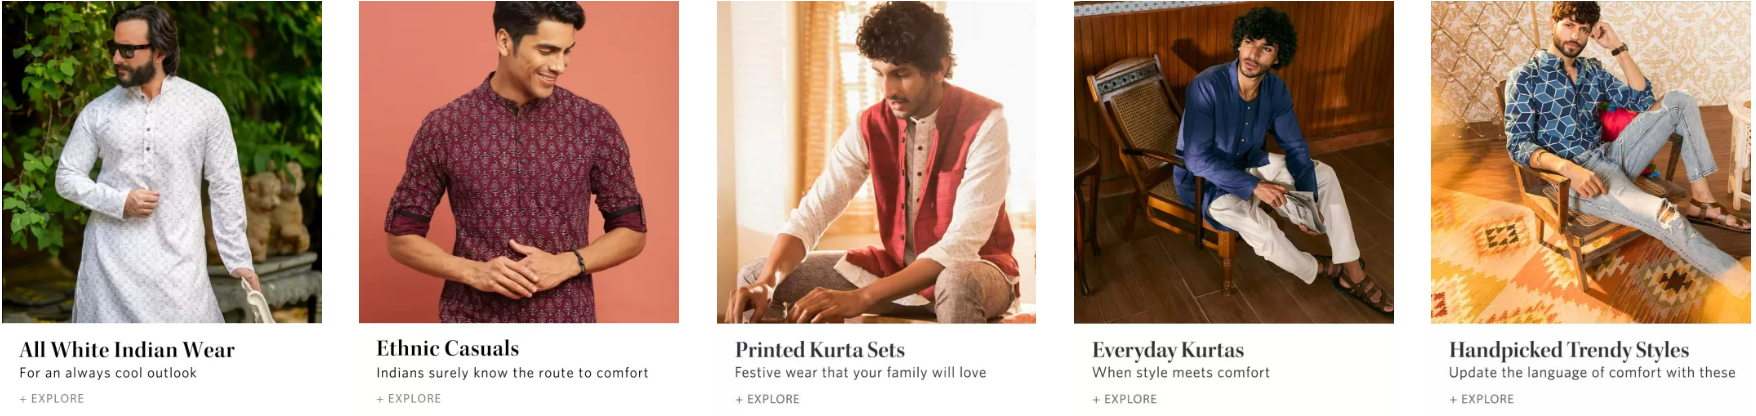 All White Indian Wear
For an always cool outlook
+ EXPLORE
Ethnic Casuals
Indians surely know the route to comfort
+ EXPLORE
Printed Kurta Sets
Festive wear that your family will love
+ EXPLORE
Everyday Kurtas
When style meets comfort
+ EXPLORE
Handpicked Trendy Styles
Update the language of comfort with these
+ EXPLORE